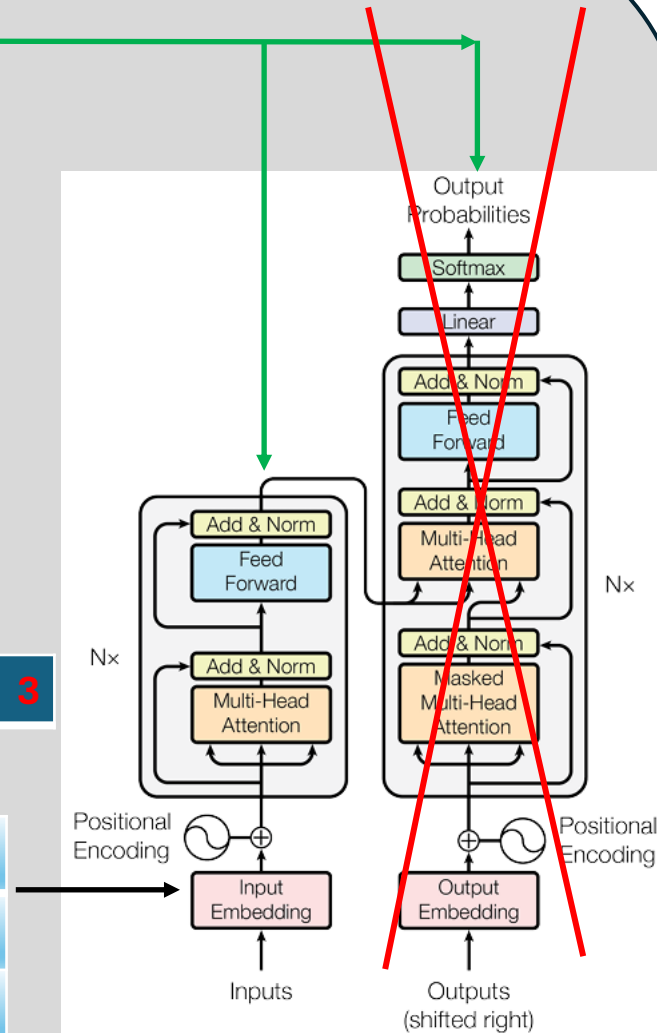 Output
Probabilities
Softmax
Linear
Add & Norm
Feed
Forward
Add & Norm
Multi-Head
Attention
Nx
Add & Norm
Masked
Multi-Head
Attention
Add & Norm
Feed
Forward
Nx
Add & Norm
Multi-Head
Attention
3
Positional
Encoding
Positional
Encoding
Input
Embedding
Output
Embedding
Inputs
Outputs
(shifted right)